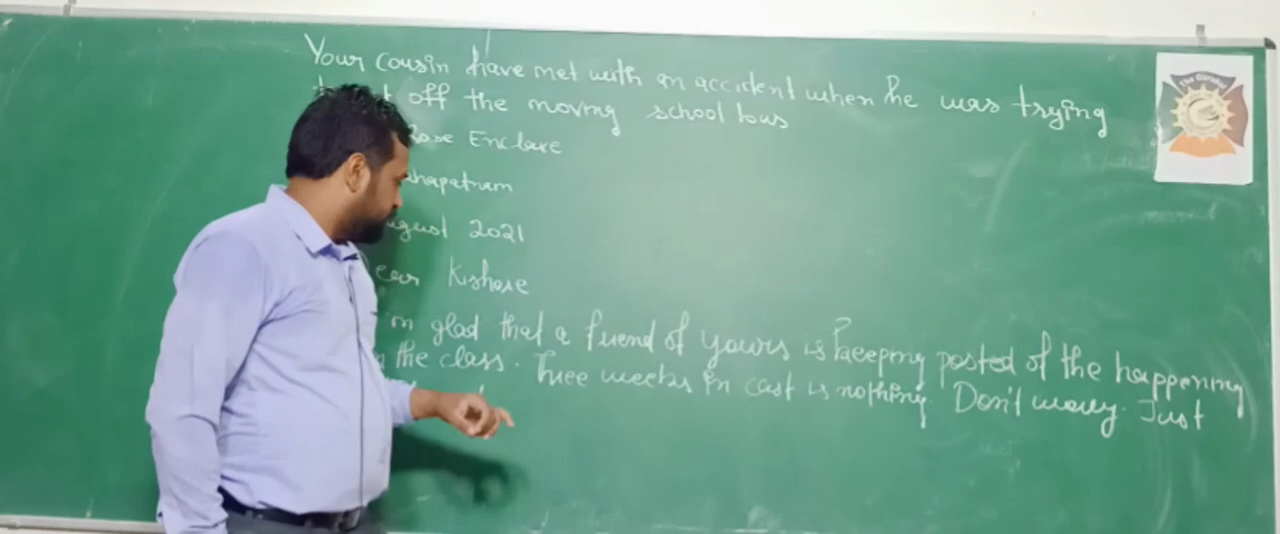 Your cousin have met with an accident when he was trying
off the moving school bus
Rose Enclave
August 2021
Dear Kishore
glad that a friend of yours is keeping posted of the happening
the class. Three weeks in cast is nothing. Don't worry. Just
The Gurukul